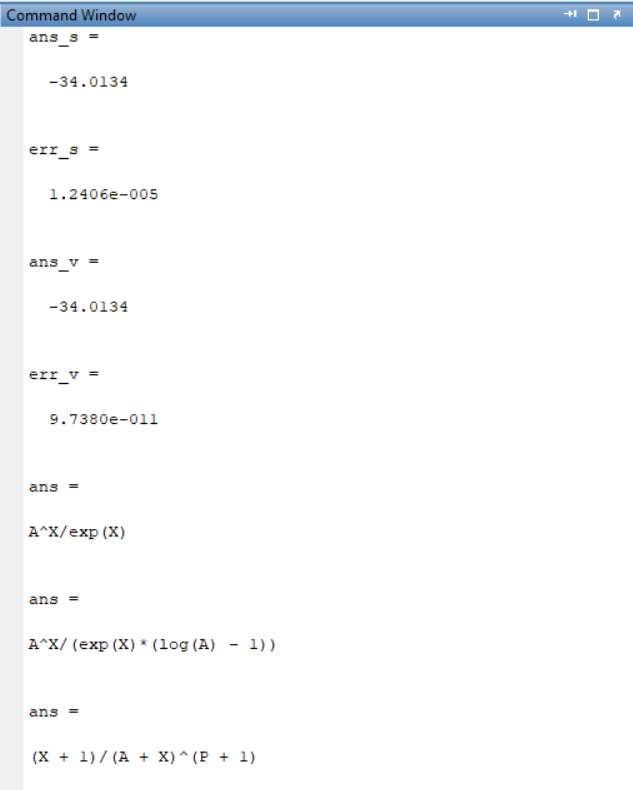 Command Window
ans_s =
-34.0134
err_s =
1.2406e-005
ans_v =
-34.0134
err_v =
9.7380e-011
ans =
A^X/exp(X)
ans =
A^X/(exp(X)*(log(A) - 1))
ans =
(X + 1)/(A + X)^(P + 1)